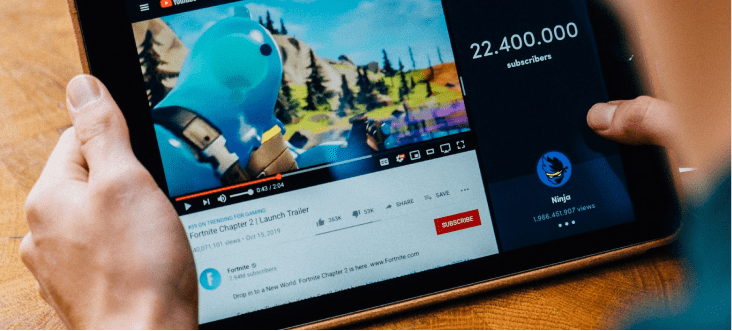 YouTube
22.400.000
subscribers
0:43 / 2:04
#35 ON TRENDING FOR GAMING
Fortnite Chapter 2 | Launch Trailer
40,071,101 views • Oct 15, 2019
363K
53K
SHARE
SAVE
Fortnite
7.94M subscribers
SUBSCRIBE
Drop in to a New World. Fortnite Chapter 2 is here. www.Fortnite.com
Ninja
1.966.451.907 views